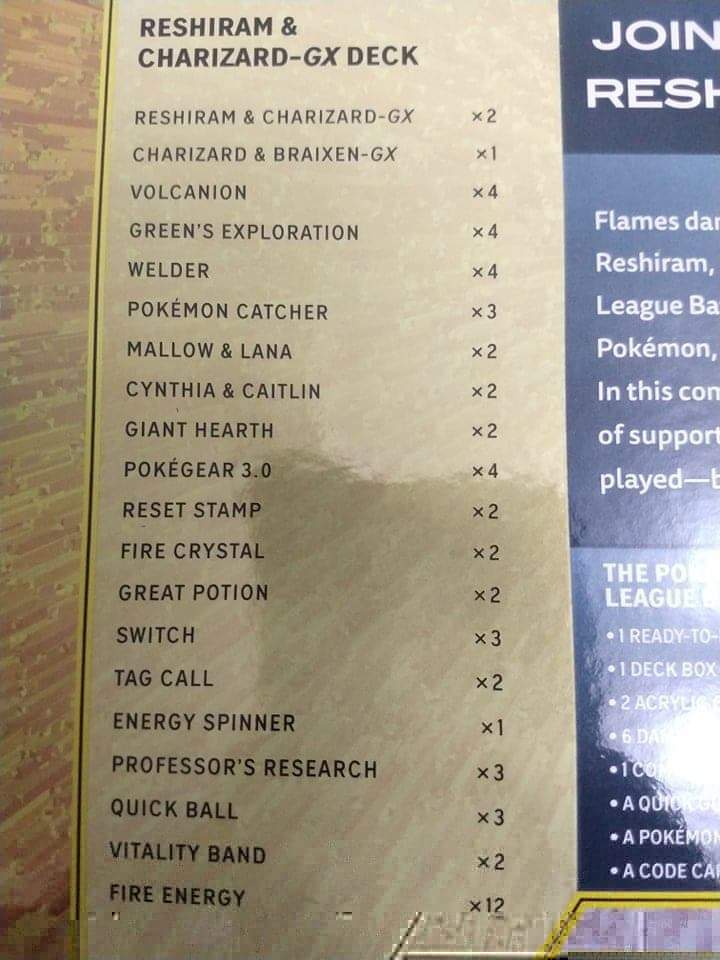 RESHIRAM &
CHARIZARD-GX DECK
RESHIRAM & CHARIZARD-GX ×2
CHARIZARD & BRAIXEN-GX ×1
VOLCANION ×4
GREEN'S EXPLORATION ×4
WELDER ×4
POKÉMON CATCHER ×3
MALLOW & LANA ×2
CYNTHIA & CAITLIN ×2
GIANT HEARTH ×2
POKÉGEAR 3.0 ×4
RESET STAMP ×2
FIRE CRYSTAL ×2
GREAT POTION ×2
SWITCH ×3
TAG CALL ×2
ENERGY SPINNER ×1
PROFESSOR'S RESEARCH ×3
QUICK BALL ×3
VITALITY BAND ×2
FIRE ENERGY ×12
JOIN
RESH
Flames dar
Reshiram,
League Ba
Pokémon,
In this con
of support
played—b
THE PO
LEAGUE
• 1 READY-TO-
• 1 DECK BOX
• 2 ACRYLIC
• 6 DA
• 1 CO
• A QUICK G
• A POKÉMON
• A CODE CAR